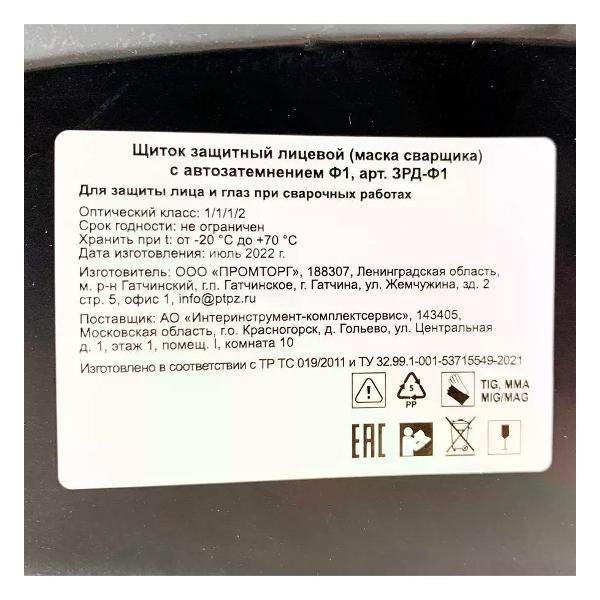 Щиток защитный лицевой (маска сварщика)
с автозатемнением Ф1, арт. ЗРД-Ф1
Для защиты лица и глаз при сварочных работах
Оптический класс: 1/1/1/2
Срок годности: не ограничен
Хранить при t: от -20 °C до +70 °C
Дата изготовления: июль 2022 г.
Изготовитель: ООО «ПРОМТОРГ», 188307, Ленинградская область,
м. р-н Гатчинский, г.п. Гатчинское, г. Гатчина, ул. Жемчужина, зд. 2
стр. 5, офис 1, info@ptpz.ru
Поставщик: АО «Интеринструмент-комплектсервис», 143405,
Московская область, г.о. Красногорск, д. Гольево, ул. Центральная
д. 1, этаж 1, помещ. I, комната 10
Изготовлено в соответствии с ТР ТС 019/2011 и ТУ 32.99.1-001-53715549-2021
5
PP
TIG, MMA
MIG/MAG
EAC